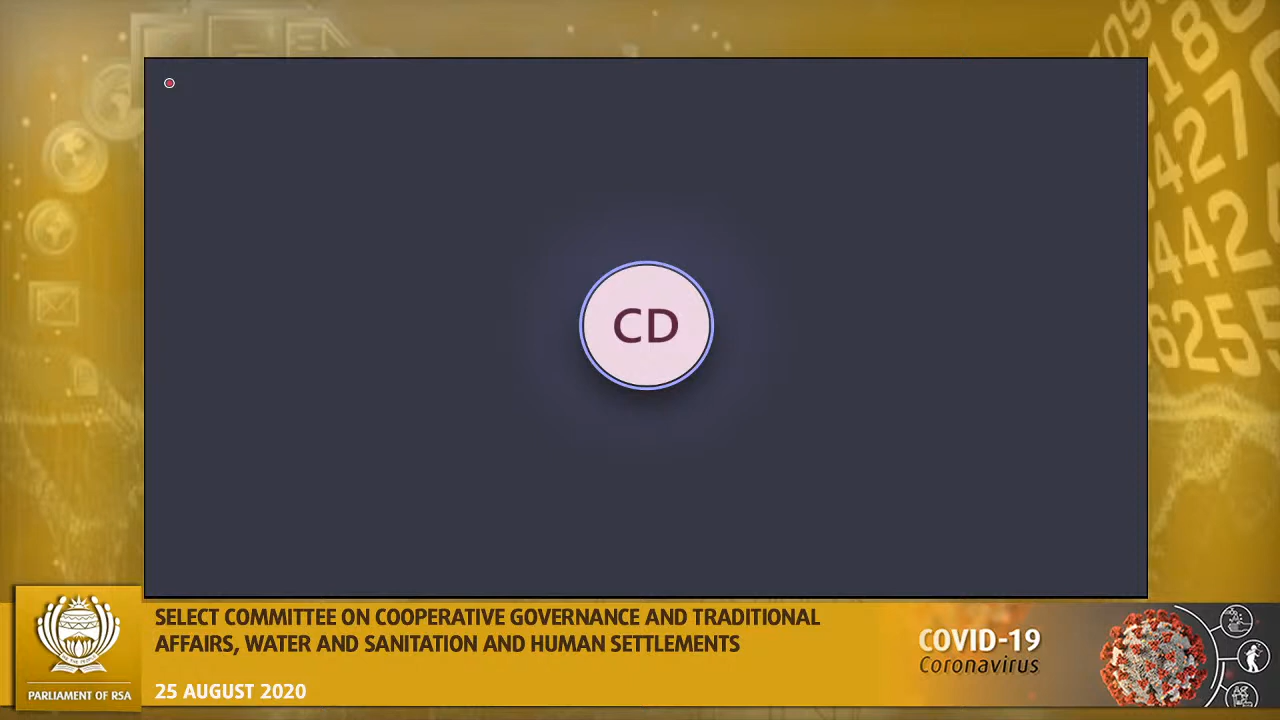 CD
SELECT COMMITTEE ON COOPERATIVE GOVERNANCE AND TRADITIONAL
AFFAIRS, WATER AND SANITATION AND HUMAN SETTLEMENTS
25 AUGUST 2020
PARLIAMENT OF RSA
COVID-19
Coronavirus